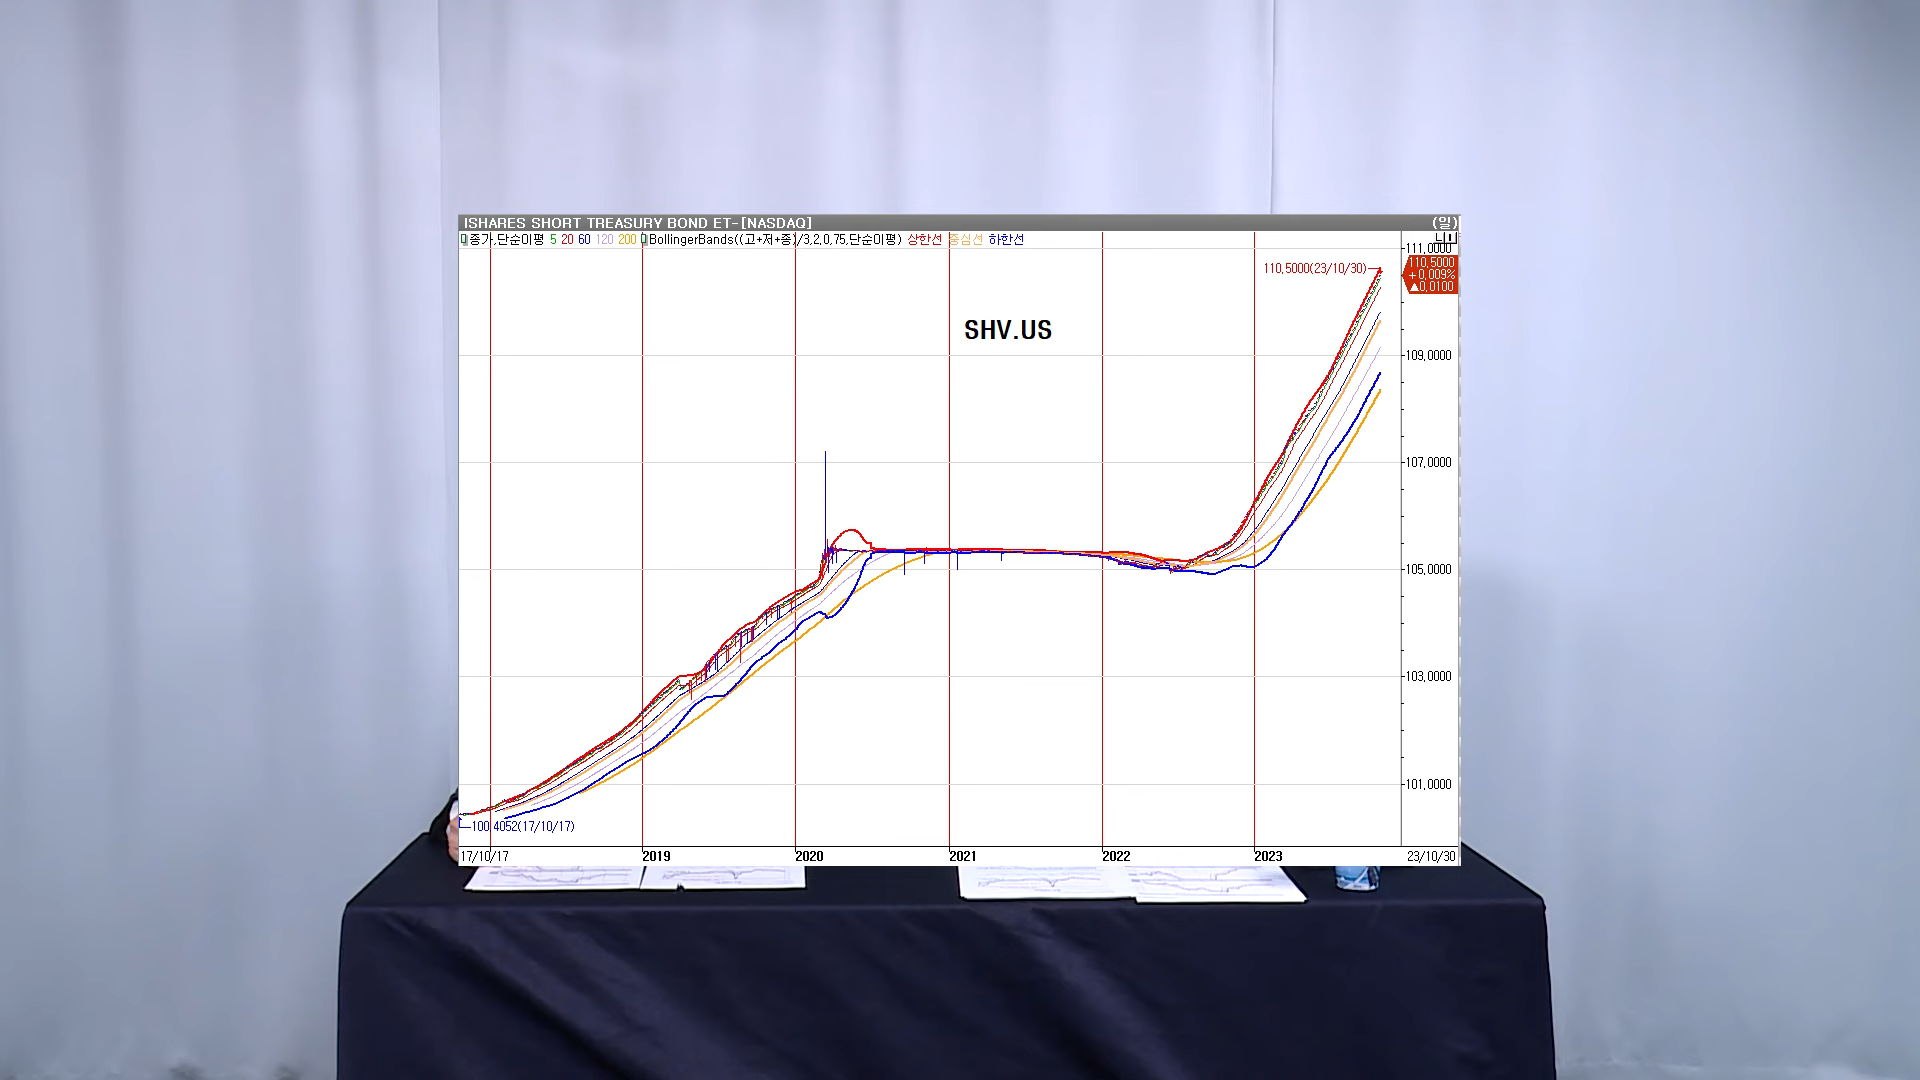 ISHARES SHORT TREASURY BOND ET-[NASDAQ] (일)
종가,단순이평 5 20 60 120 200 BollingerBands((고+저+종)/3,2,0,75,단순이평) 상한선 중심선 하한선
111,0000
110,5000(23/10/30)
110,5000
+0,009%
▲0,0100
SHV.US
109,0000
107,0000
105,0000
103,0000
101,0000
100,4052(17/10/17)
17/10/17 2019 2020 2021 2022 2023 23/10/30